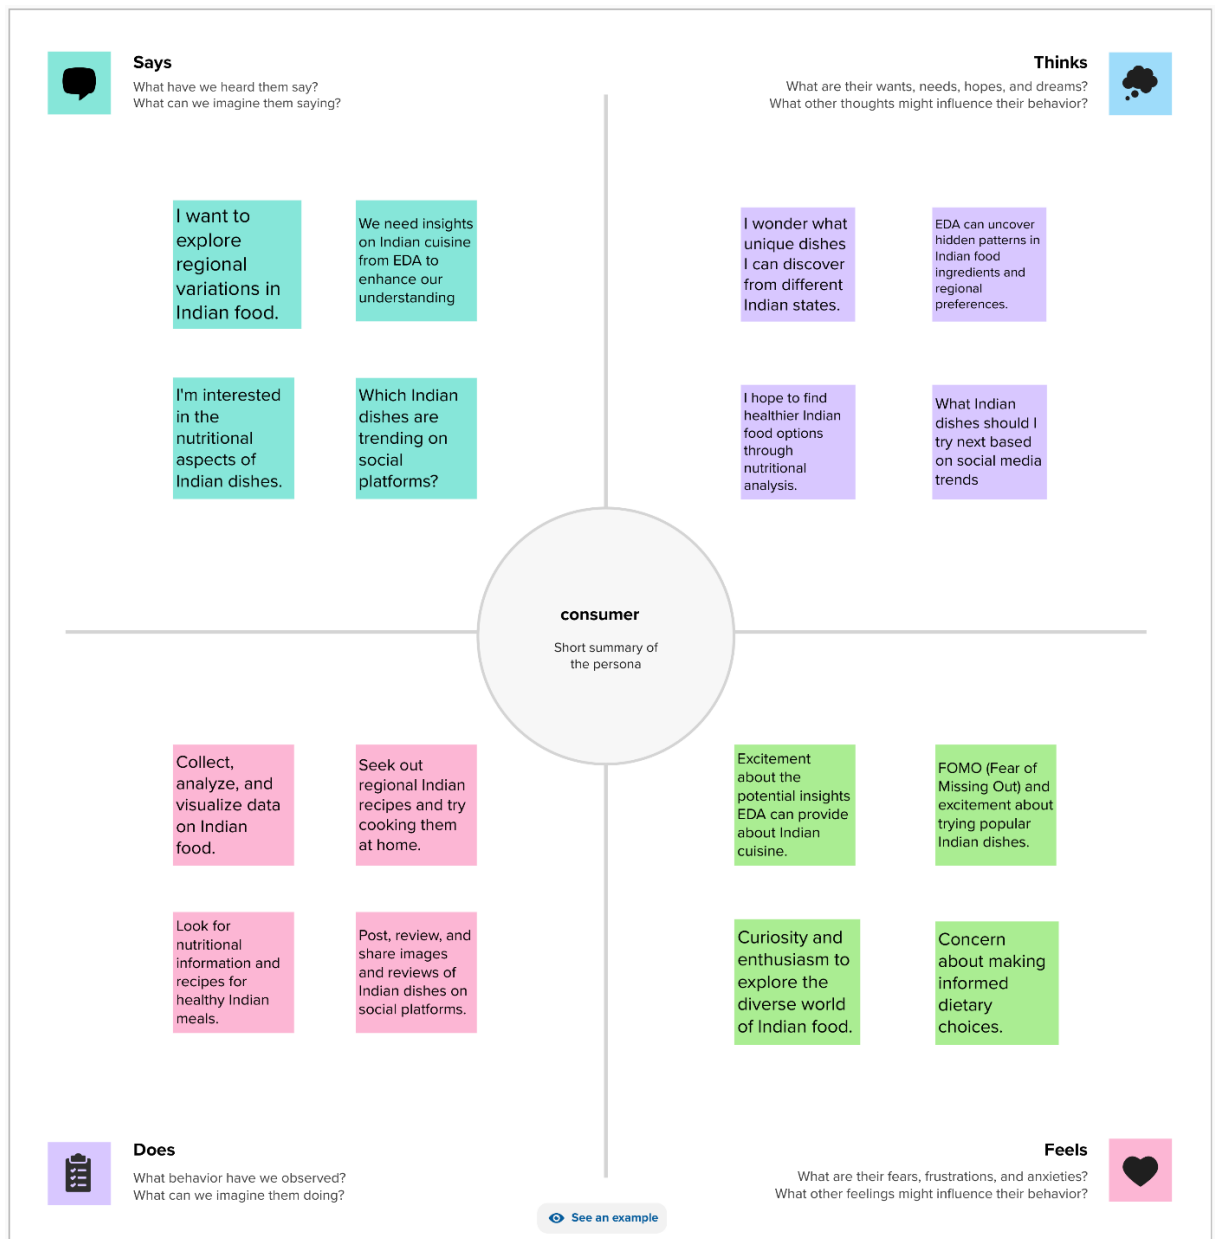 Says
What have we heard them say?
What can we imagine them saying?
Thinks
What are their wants, needs, hopes, and dreams?
What other thoughts might influence their behavior?
I want to
explore
regional
variations in
Indian food.
We need insights
on Indian cuisine
from EDA to
enhance our
understanding
I wonder what
unique dishes
I can discover
from different
Indian states.
EDA can uncover
hidden patterns in
Indian food
ingredients and
regional
preferences.
I'm interested
in the
nutritional
aspects of
Indian dishes.
Which Indian
dishes are
trending on
social
platforms?
I hope to find
healthier Indian
food options
through
nutritional
analysis.
What Indian
dishes should I
try next based
on social media
trends
consumer
Short summary of
the persona
Collect,
analyze, and
visualize data
on Indian
food.
Seek out
regional Indian
recipes and try
cooking them
at home.
Excitement
about the
potential insights
EDA can provide
about Indian
cuisine.
FOMO (Fear of
Missing Out) and
excitement about
trying popular
Indian dishes.
Look for
nutritional
information and
recipes for
healthy Indian
meals.
Post, review, and
share images
and reviews of
Indian dishes on
social platforms.
Curiosity and
enthusiasm to
explore the
diverse world
of Indian food.
Concern
about making
informed
dietary
choices.
Does
What behavior have we observed?
What can we imagine them doing?
Feels
What are their fears, frustrations, and anxieties?
What other feelings might influence their behavior?
See an example